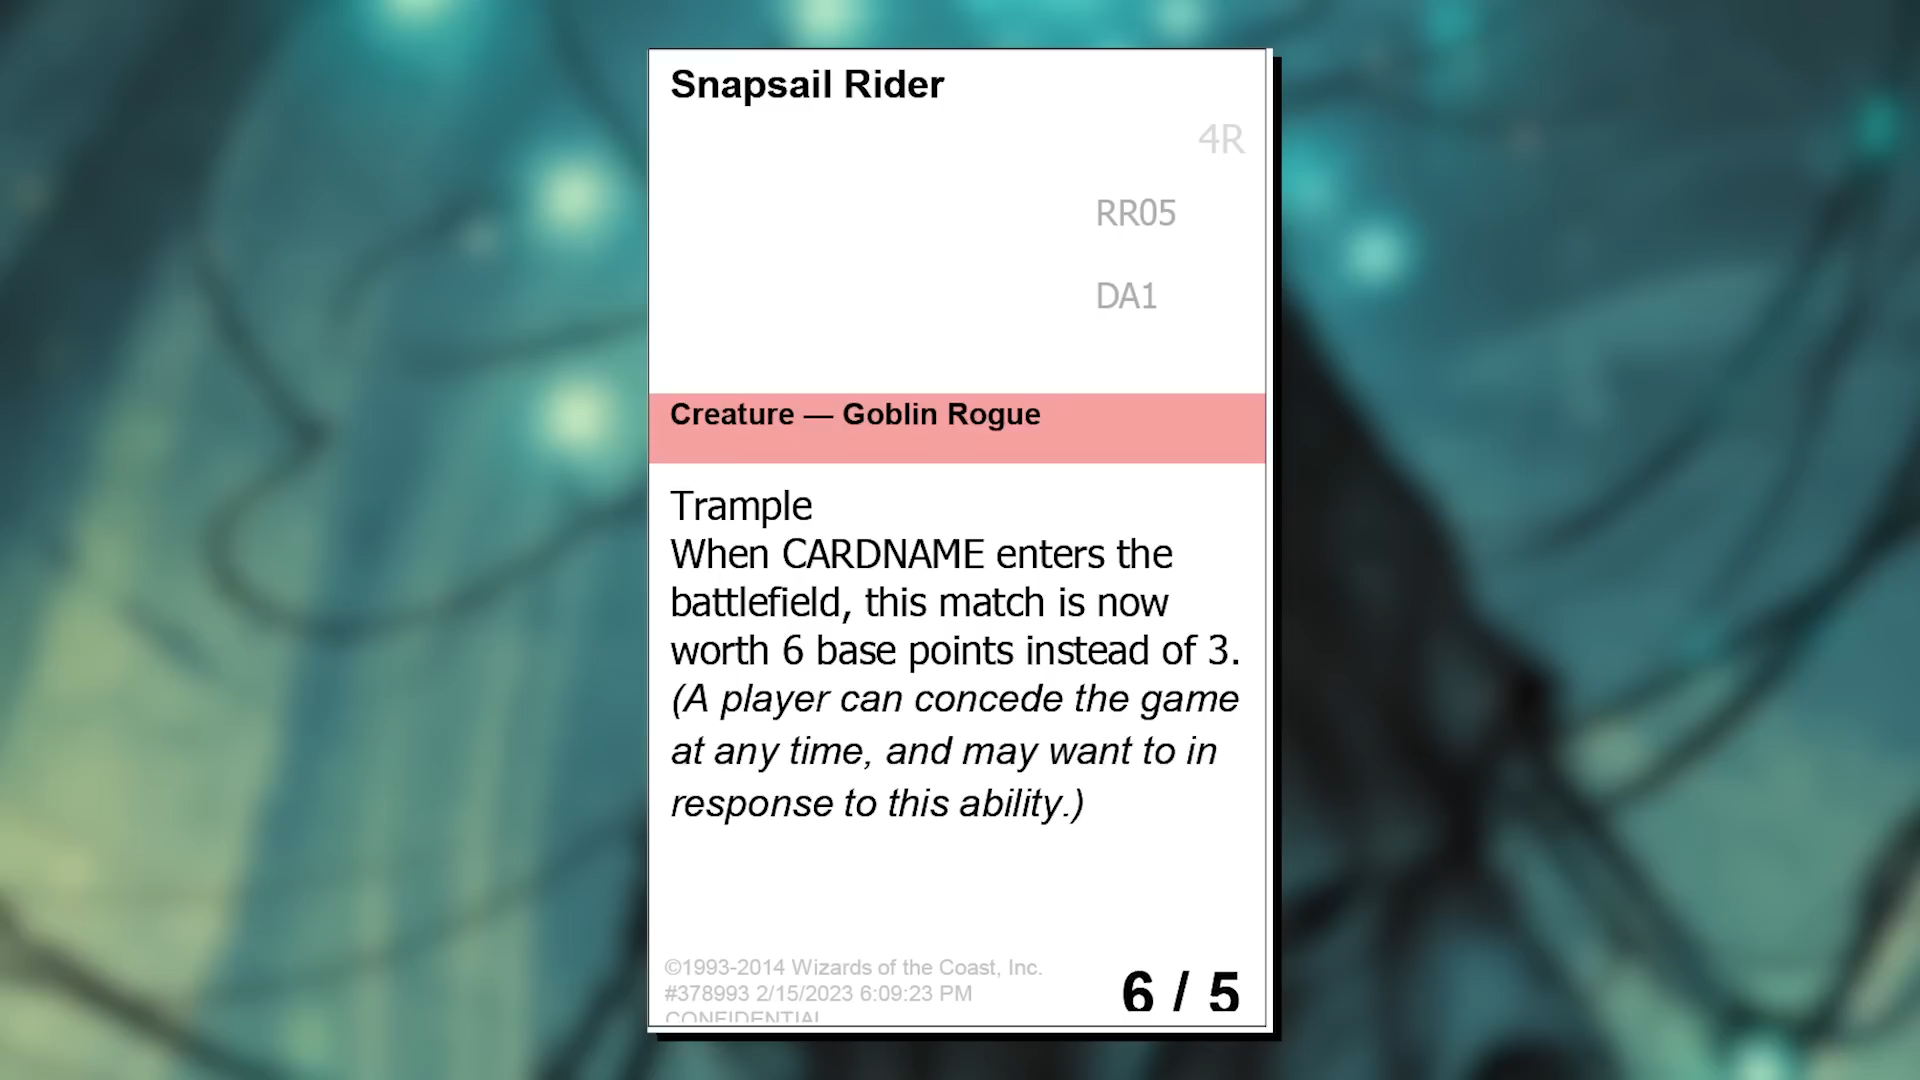 Snapsail Rider
4R
RR05
DA1
Creature — Goblin Rogue
Trample
When CARDNAME enters the
battlefield, this match is now
worth 6 base points instead of 3.
(A player can concede the game
at any time, and may want to in
response to this ability.)
©1993-2014 Wizards of the Coast, Inc.
#378993 2/15/2023 6:09:23 PM
CONFIDENTIAL
6 / 5